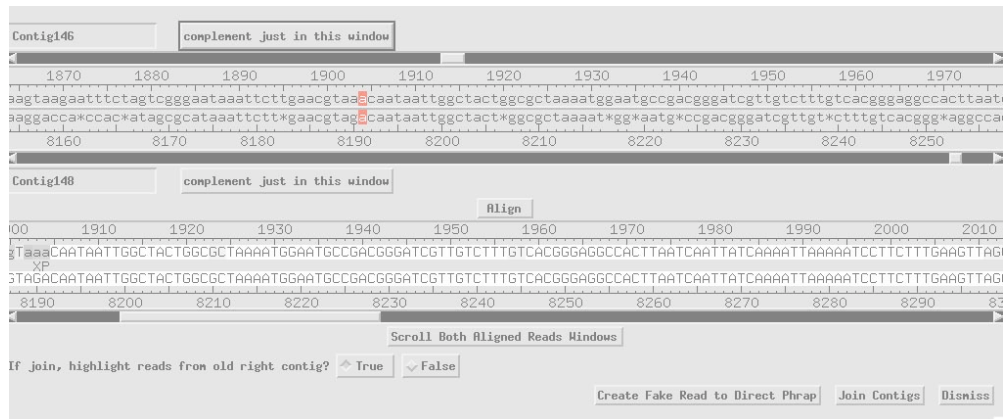 Contig146 complement just in this window
1870 1880 1890 1900 1910 1920 1930 1940 1950 1960 1970
aagtaagaatttctagtcgggaataaattcttgaacgtaaacaataattggctactggcgctaaaatggaatgccgacgggatcgttgtctttgtcacgggaggccacttaat
aaggacca*ccac*atagcgcataaattctt*gaacgtagacaataattggctact*ggcgctaaaat*gg*aatg*ccgacgggatcgttgt*ctttgtcacggg*aggcca
8160 8170 8180 8190 8200 8210 8220 8230 8240 8250
Contig148 complement just in this window
Align
1910 1920 1930 1940 1950 1960 1970 1980 1990 2000
gTaaaCAATAATTGGCTACTGGCGCTAAAATGGAATGCCGACGGGATCGTTGTCTTTGTCACGGGAGGCCACTTAATCAATTATCAAAATTAAAAATCCTTCTTTGAAGTTAG
XP
GTAGACAATAATTGGCTACTGGCGCTAAAATGGAATGCCGACGGGATCGTTGTCTTTGTCACGGGAGGCCACTTAATCAATTATCAAAATTAAAAATCCTTCTTTGAAGTTAG
8190 8200 8210 8220 8230 8240 8250 8260 8270 8280 8290
Scroll Both Aligned Reads Windows
If join, highlight reads from old right contig? True False
Create Fake Read to Direct Phrap Join Contigs Dismiss